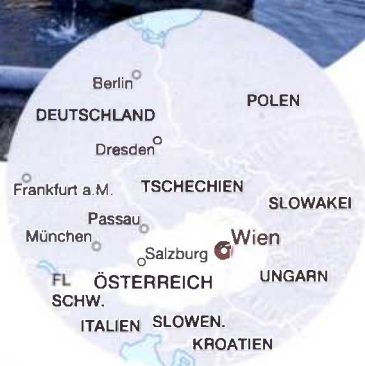 Berlin
POLEN
DEUTSCHLAND
Dresden
Frankfurt a.M.
TSCHECHIEN
SLOWAKEI
Passau
München
Wien
Salzburg
FL
ÖSTERREICH
UNGARN
SCHW.
ITALIEN
SLOWEN.
KROATIEN